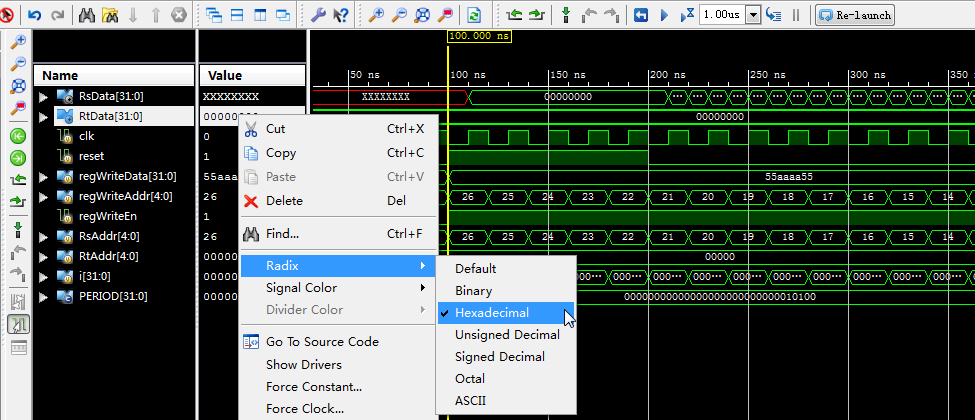 1.00us Re-launch
100.000 ns
Name Value
50 ns 100 ns 150 ns 200 ns 250 ns 300 ns 350
RsData[31:0] XXXXXXXX XXXXXXXX 00000000
RtData[31:0] 00000000
clk 0
reset 1
regWriteData[31:0] 55aaaa55
regWriteAddr[4:0] 26 26 25 24 23 22 21 20 19 18 17 16 15 14
regWriteEn 1
RsAddr[4:0] 26 26 25 24 23 22 21 20 19 18 17 16 15 14
RtAddr[4:0] 00000
i[31:0] 000··· 000··· 000··· 000··· 000··· 000··· 000··· 000···
PERIOD[31:0] 00000000000000000000000000010100
Cut Ctrl+X
Copy Ctrl+C
Paste Ctrl+V
Delete Del
Find... Ctrl+F
Radix
Signal Color
Divider Color
Go To Source Code
Show Drivers
Force Constant...
Force Clock...
Default
Binary
Hexadecimal
Unsigned Decimal
Signed Decimal
Octal
ASCII